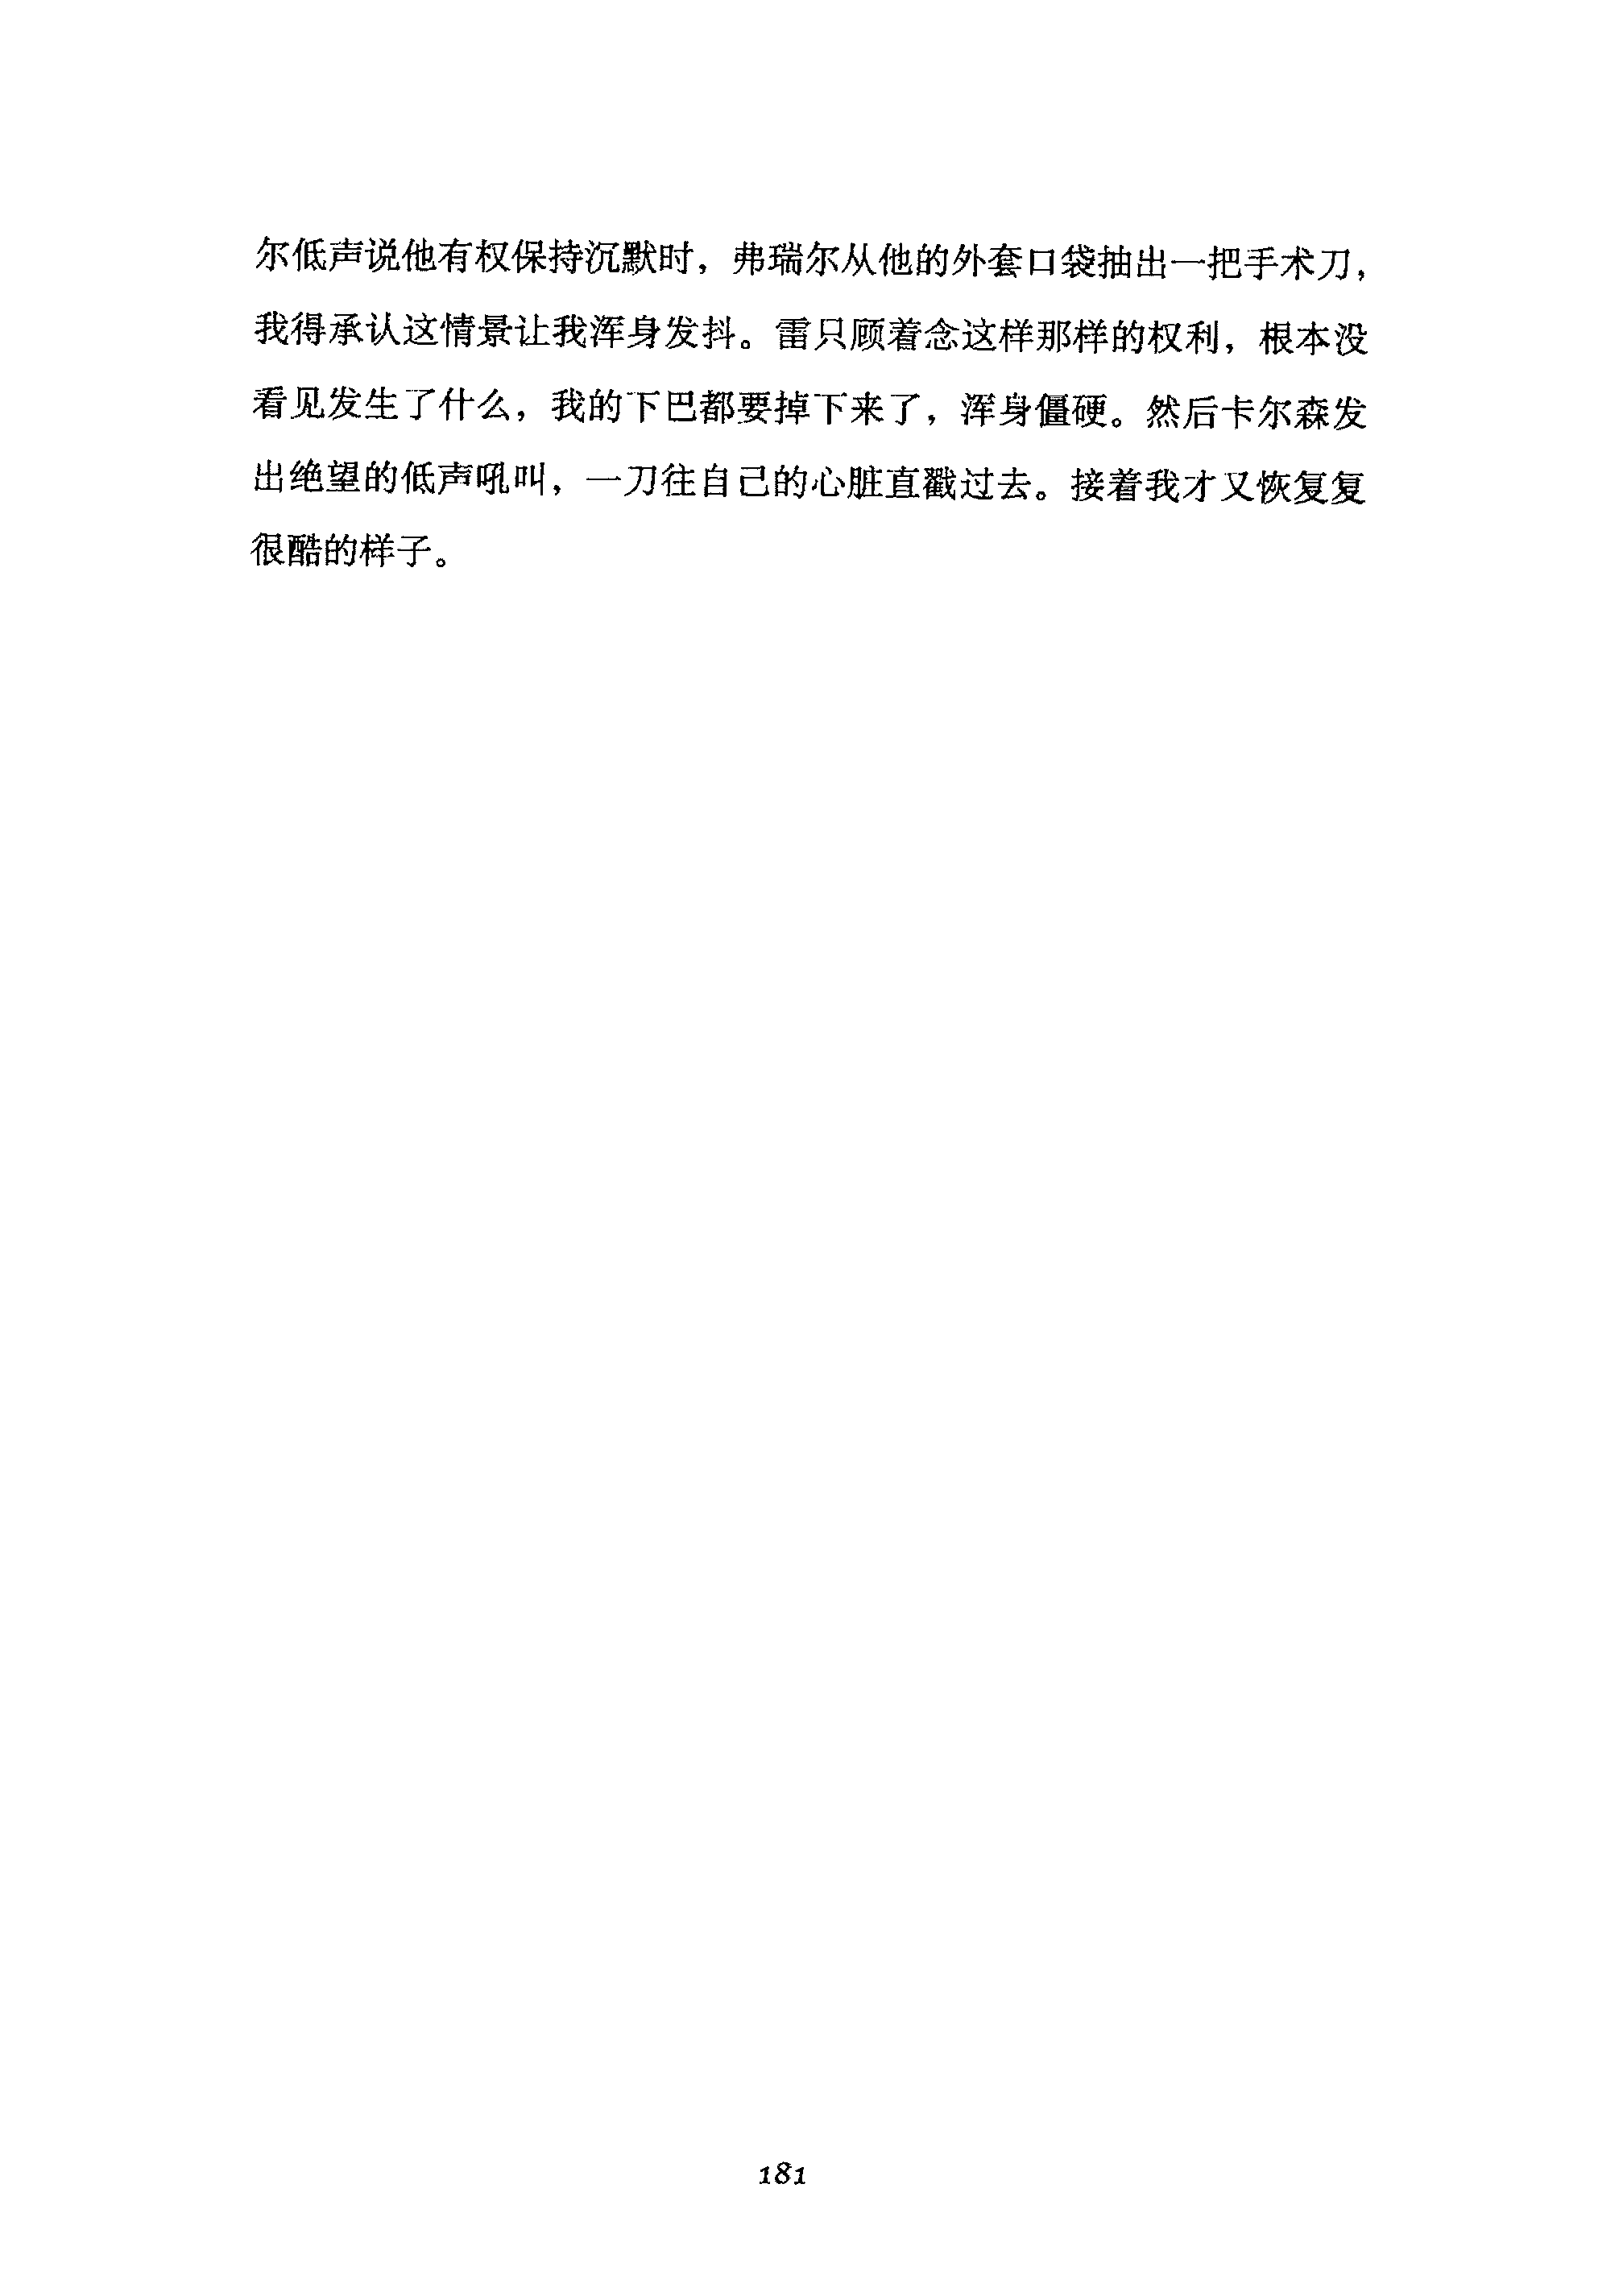 尔低声说他有权保持沉默时，弗瑞尔从他的外套口袋抽出一把手术刀，
我得承认这情景让我浑身发抖。雷只顾着念这样那样的权利，根本没
看见发生了什么，我的下巴都要掉下来了，浑身僵硬。然后卡尔森发
出绝望的低声吼叫，一刀往自己的心脏直戳过去。接着我才又恢复复
很酷的样子。
181